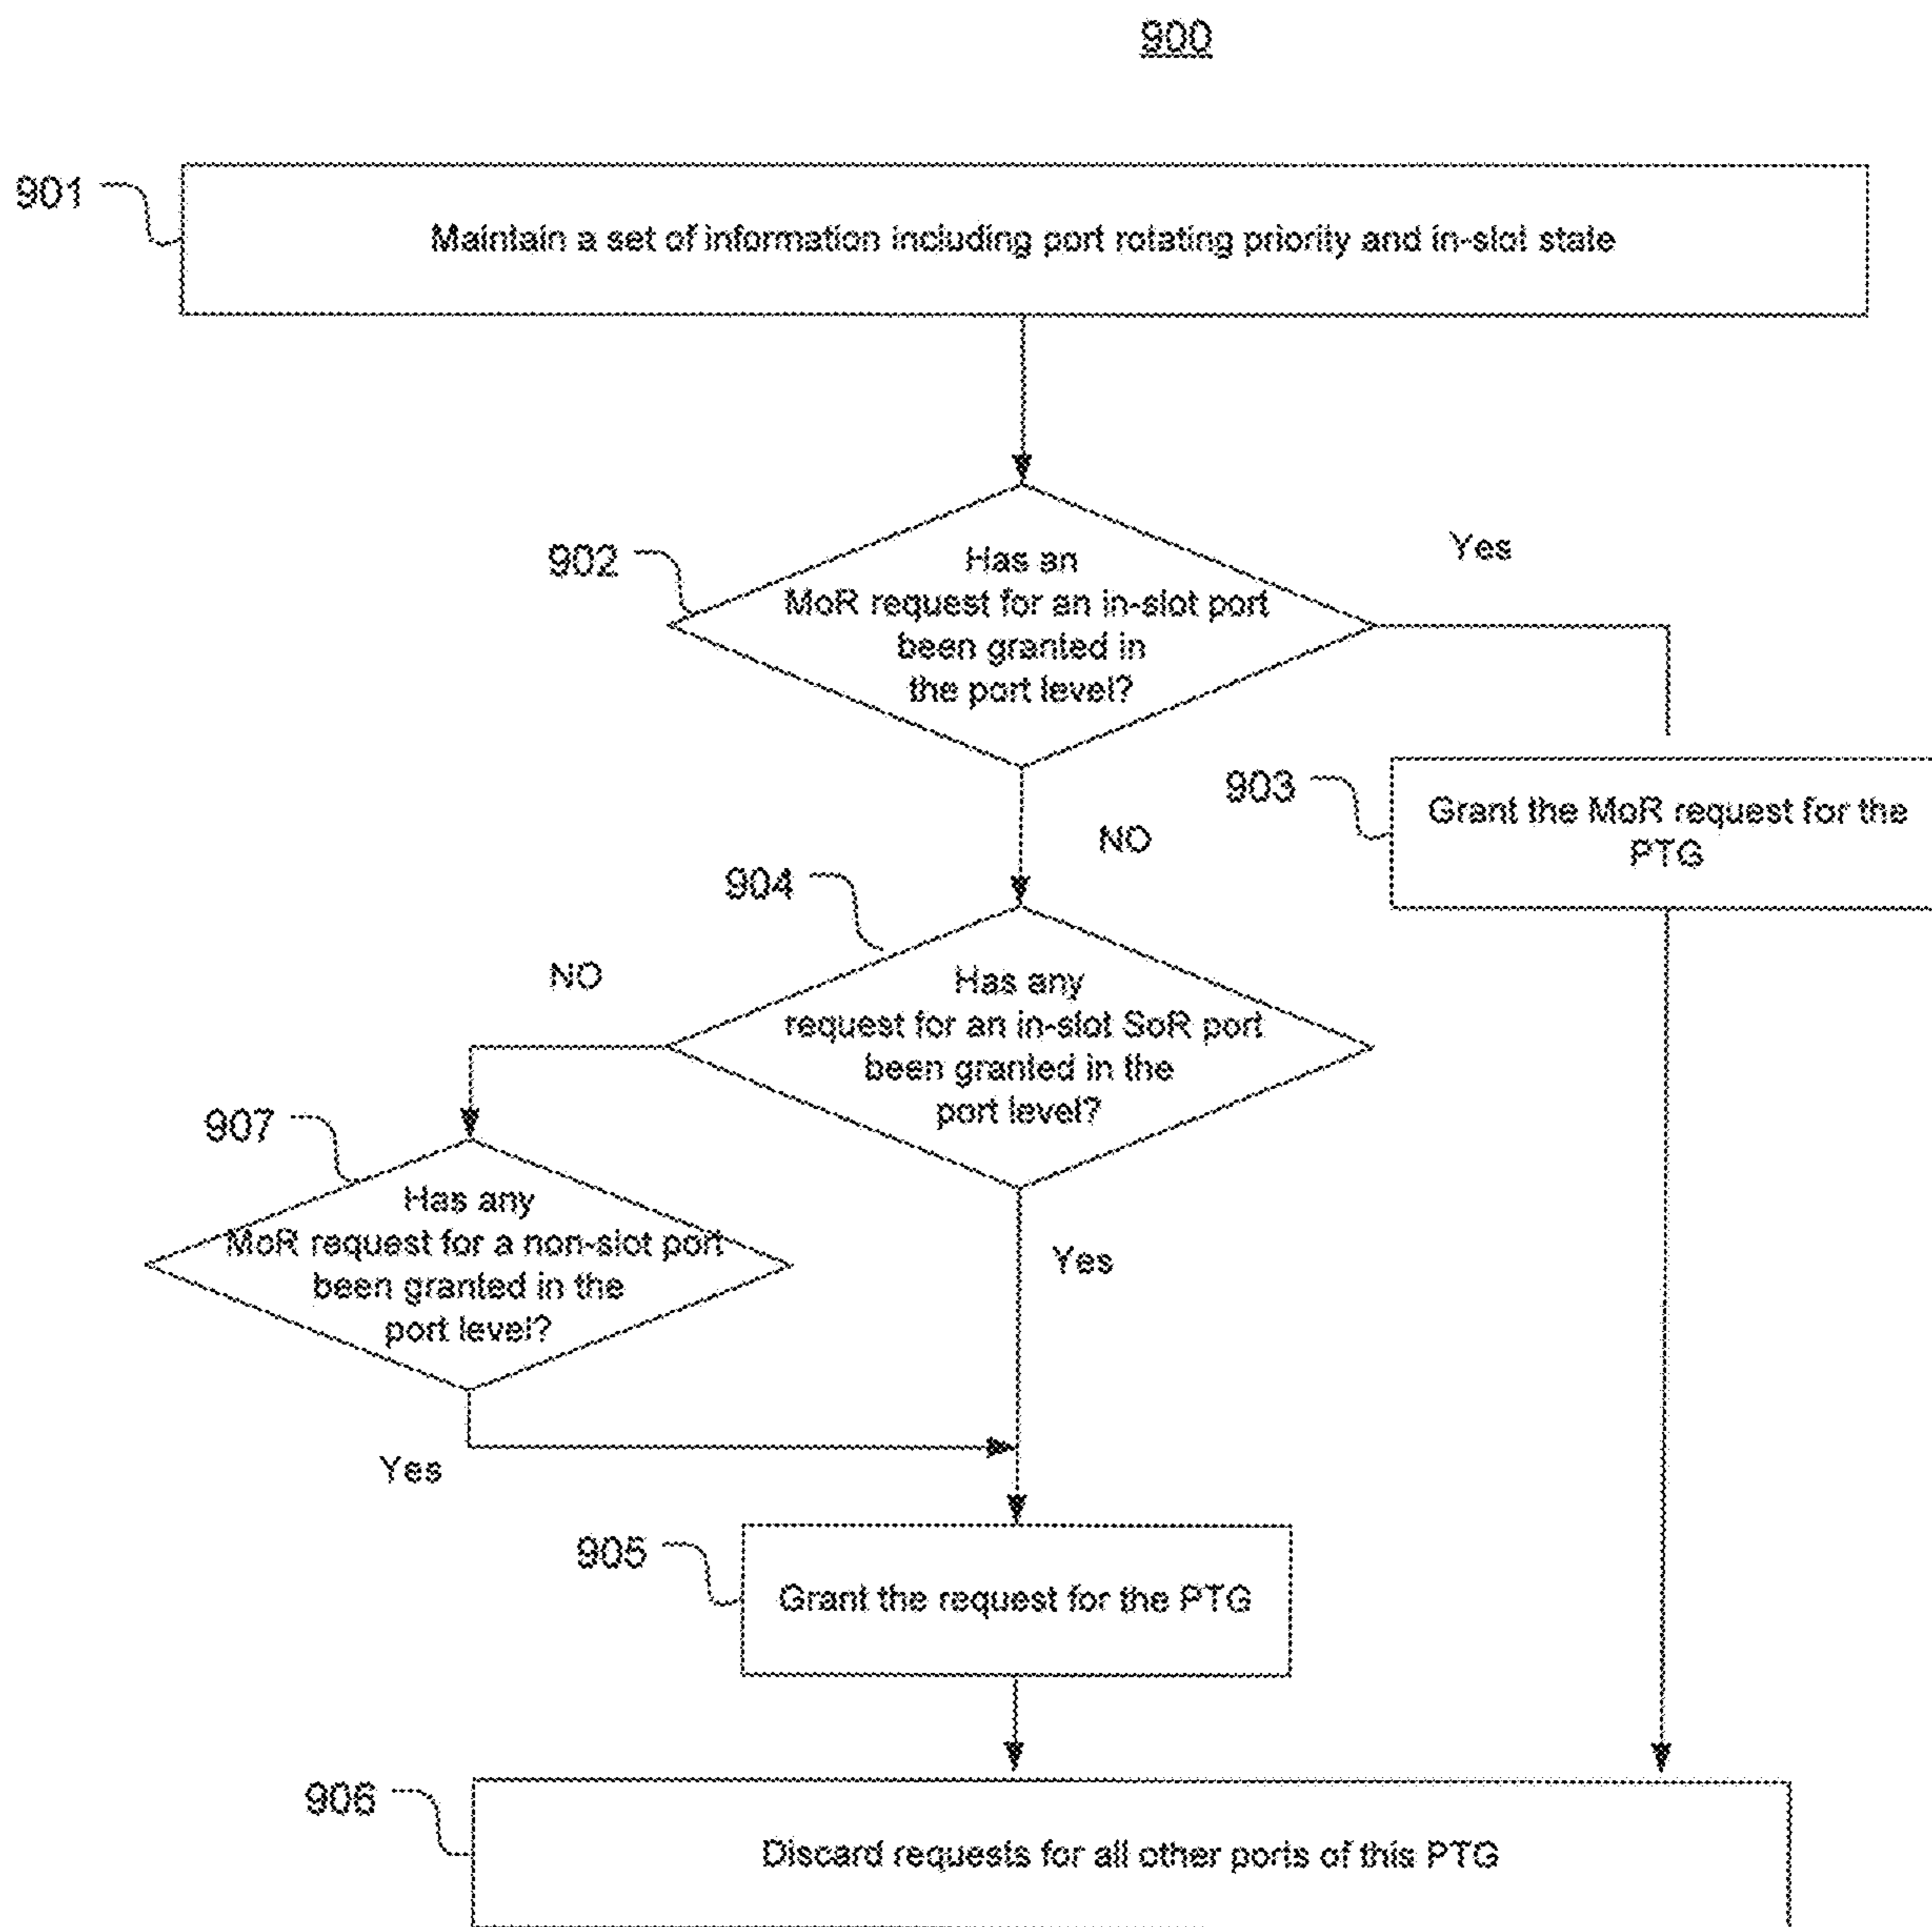 900
901
Maintain a set of information including port rotating priority and in-slot state
902
Has an
MoR request for an in-slot port
been granted in
the port level?
Yes
903
Grant the MoR request for the
PTG
NO
904
Has any
request for an in-slot SoR port
been granted in the
port level?
NO
907
Has any
MoR request for a non-slot port
been granted in the
port level?
Yes
Yes
905
Grant the request for the PTG
906
Discard requests for all other ports of this PTG